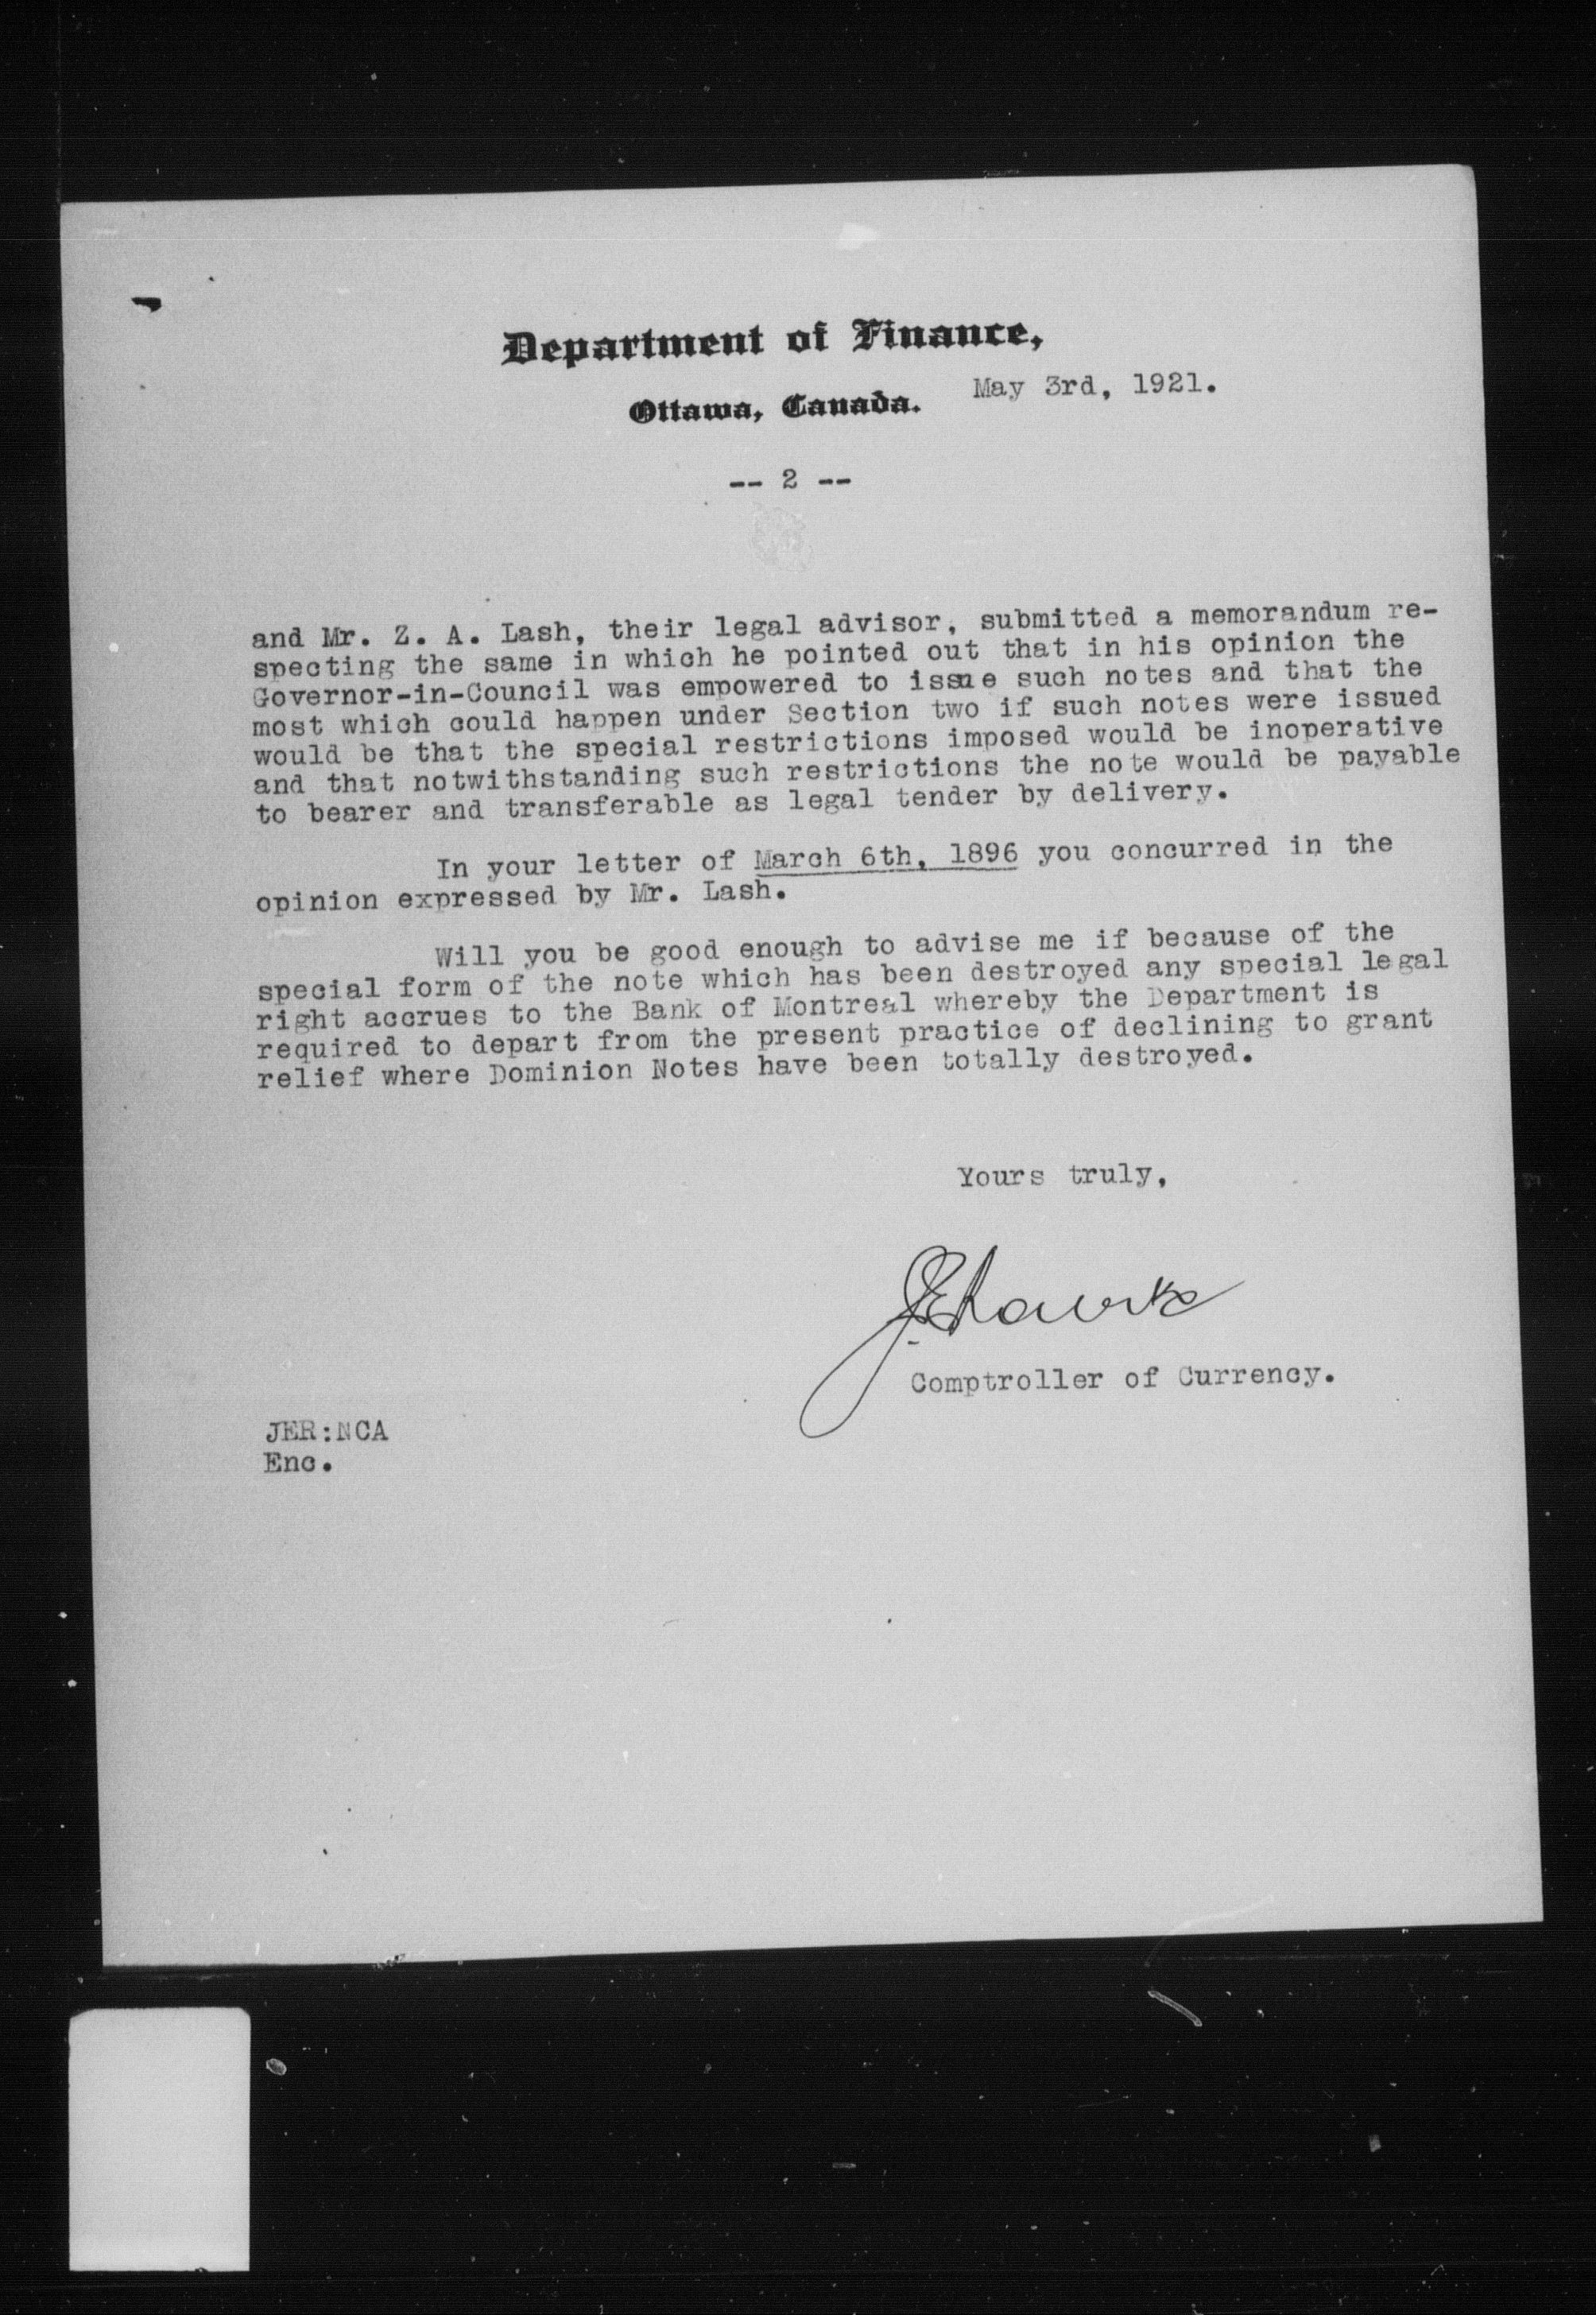 Department of Finance,
Ottawa, Canada.
May 3rd, 1921.
-- 2 --
and Mr. Z. A. Lash, their legal advisor, submitted a memorandum re-
specting the same in which he pointed out that in his opinion the
Governor-in-Council was empowered to issue such notes and that the
most which could happen under Section two if such notes were issued
would be that the special restrictions imposed would be inoperative
and that notwithstanding such restrictions the note would be payable
to bearer and transferable as legal tender by delivery.
In your letter of March 6th, 1896 you concurred in the
opinion expressed by Mr. Lash.
Will you be good enough to advise me if because of the
special form of the note which has been destroyed any special legal
right accrues to the Bank of Montreal whereby the Department is
required to depart from the present practice of declining to grant
relief where Dominion Notes have been totally destroyed.
Yours truly,
Comptroller of Currency.
JER:NCA
Enc.